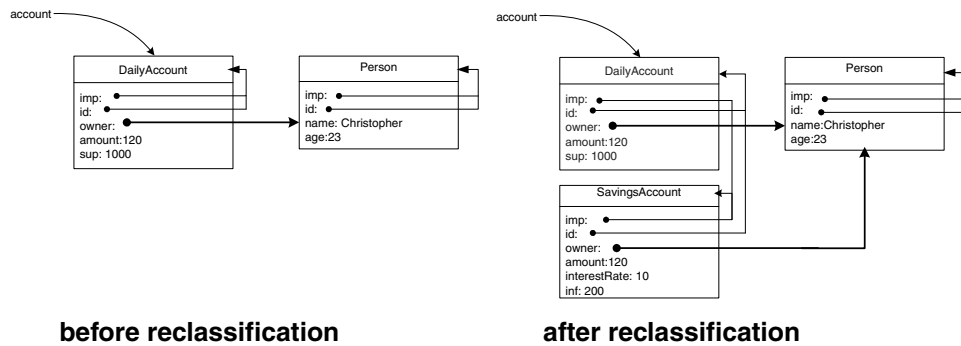 account
DailyAccount
imp:
id:
owner:
amount:120
sup: 1000
Person
imp:
id:
name: Christopher
age:23
before reclassification
account
DailyAccount
imp:
id:
owner:
amount:120
sup: 1000
Person
imp:
id:
name:Christopher
age:23
SavingsAccount
imp:
id:
owner:
amount:120
interestRate: 10
inf: 200
after reclassification